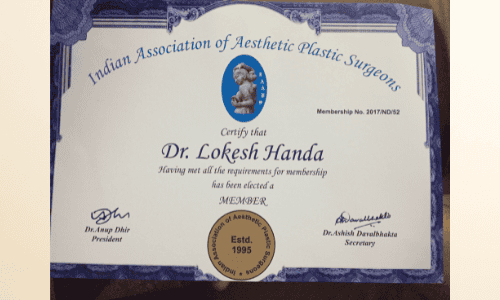 Indian Association of Aesthetic Plastic Surgeons
Membership No. 2017/ND/52
Certify that
Dr. Lokesh Handa
Having met all the requirements for membership
has been elected a
MEMBER
Dr.Anup Dhir
President
Indian Association of Aesthetic Plastic Surgeons
Estd.
1995
Dr.Ashish Davalbhakta
Secretary